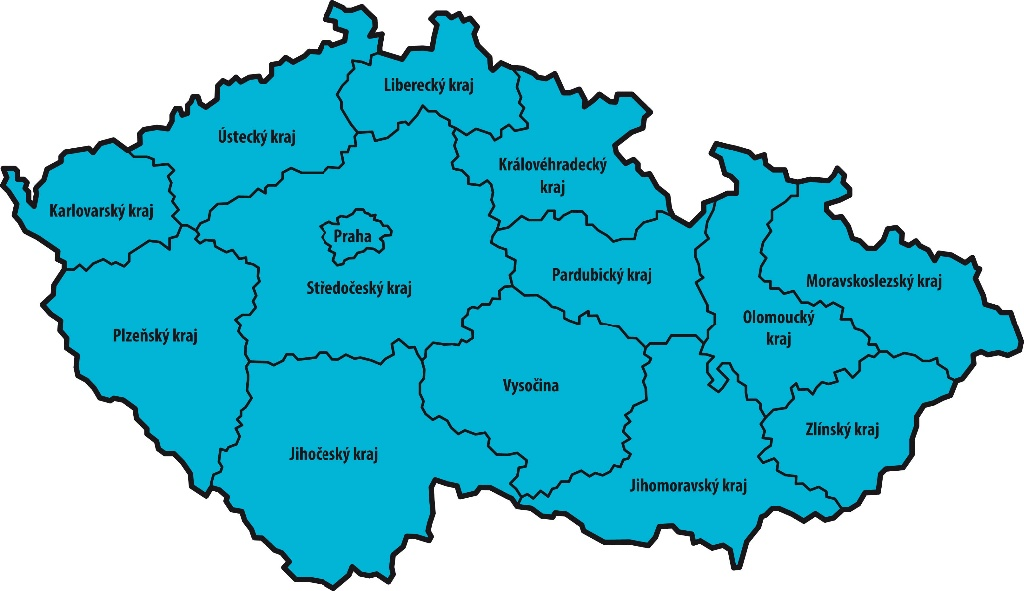 Liberecký kraj
Ústecký kraj
Královéhradecký
kraj
Karlovarský kraj
Praha
Pardubický kraj
Moravskoslezský kraj
Středočeský kraj
Olomoucký
kraj
Plzeňský kraj
Vysočina
Zlínský kraj
Jihočeský kraj
Jihomoravský kraj